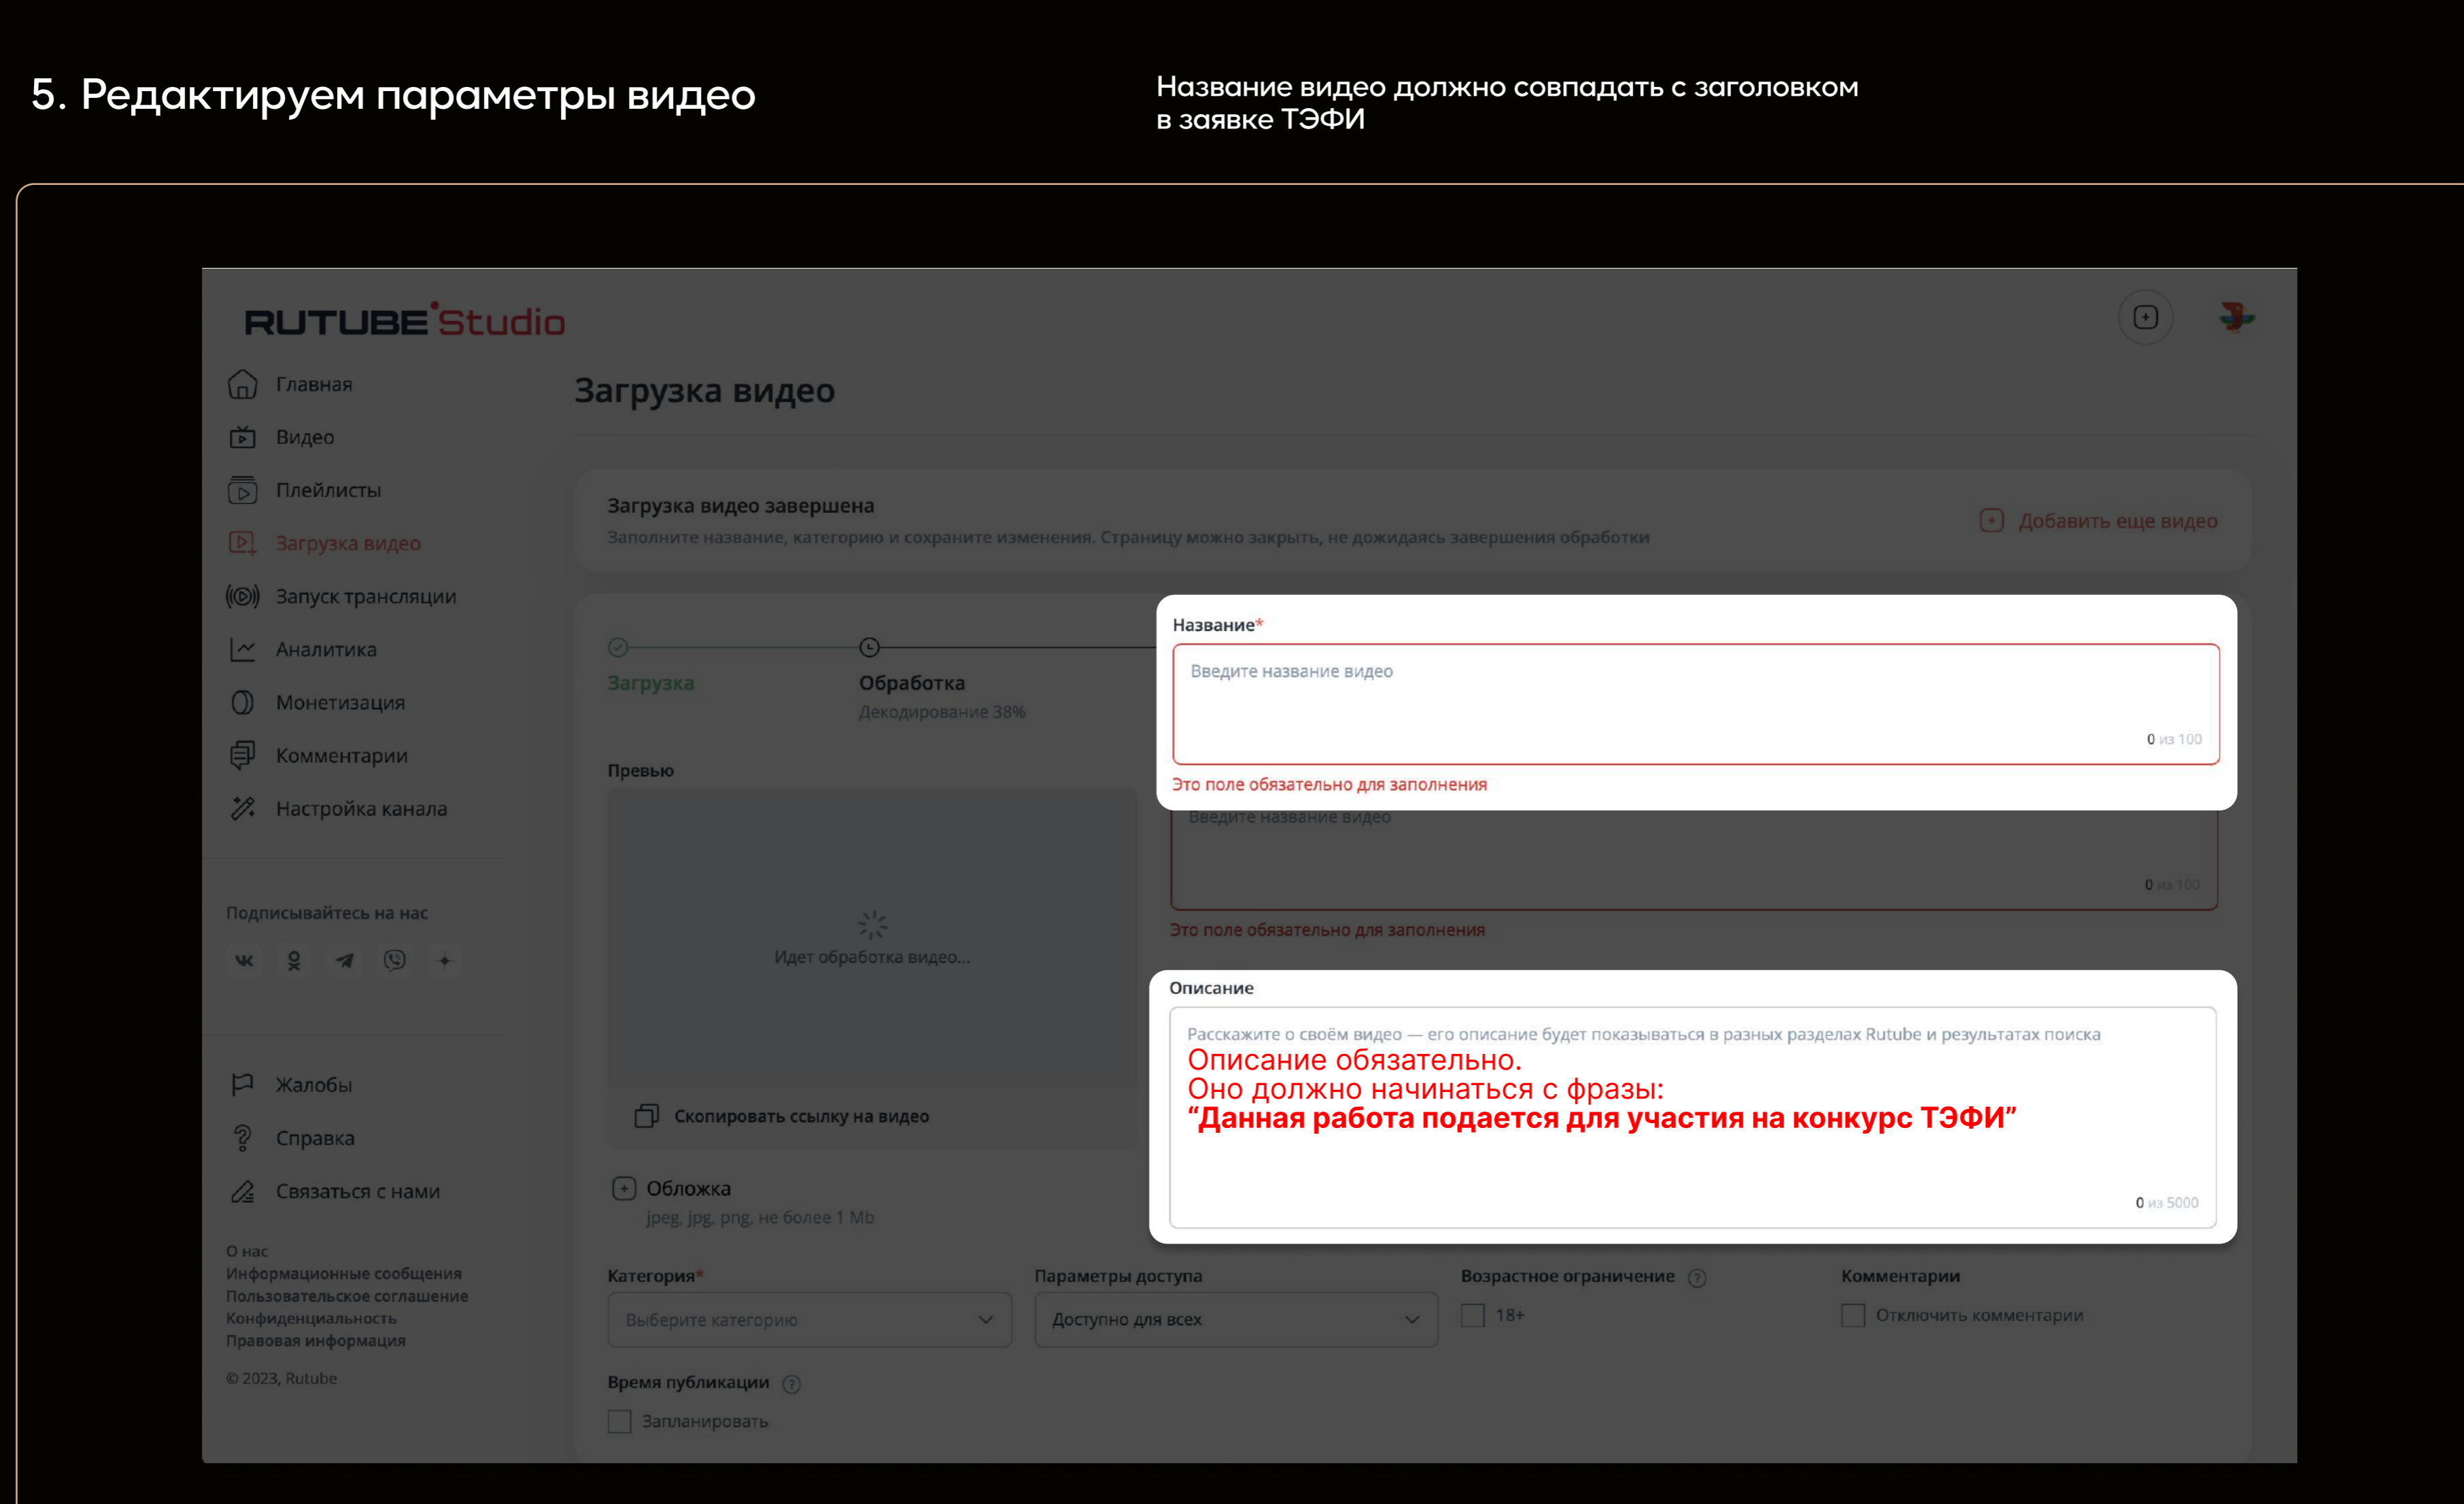 5. Редактируем параметры видео
Название видео должно совпадать с заголовком
в заявке ТЭФИ
RUTUBE Studio
Главная
Видео
Плейлисты
Загрузка видео
Запуск трансляции
Аналитика
Монетизация
Комментарии
Настройка канала
Подписывайтесь на нас
Жалобы
Справка
Связаться с нами
О нас
Информационные сообщения
Пользовательское соглашение
Конфиденциальность
Правовая информация
© 2023, Rutube
Загрузка видео
Загрузка видео завершена
Заполните название, категорию и сохраните изменения. Страницу можно закрыть, не дожидаясь завершения обработки
Добавить еще видео
Загрузка
Обработка
Декодирование 38%
Превью
Идет обработка видео...
Скопировать ссылку на видео
Обложка
jpeg, jpg, png, не более 1 Mb
Название*
Введите название видео
0 из 100
Это поле обязательно для заполнения
Введите название видео
0 из 100
Это поле обязательно для заполнения
Описание
Расскажите о своём видео — его описание будет показываться в разных разделах Rutube и результатах поиска
Описание обязательно.
Оно должно начинаться с фразы:
“Данная работа подается для участия на конкурс ТЭФИ”
0 из 5000
Категория*
Выберите категорию
Параметры доступа
Доступно для всех
Возрастное ограничение ?
18+
Комментарии
Отключить комментарии
Время публикации ?
Запланировать